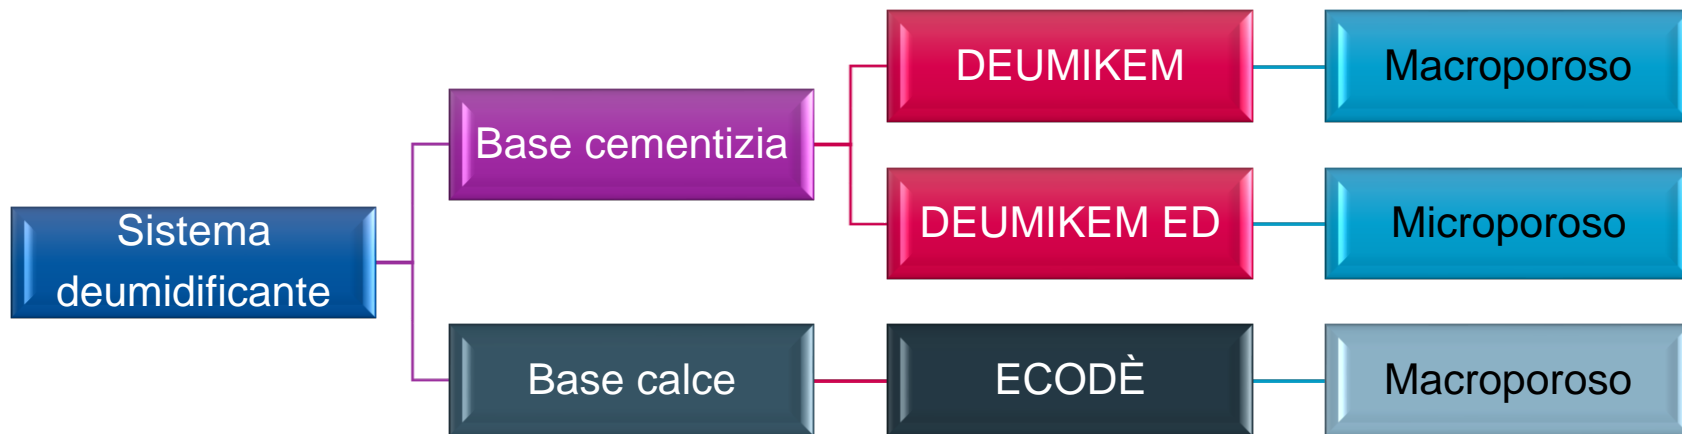 Sistema
deumidificante
Base cementizia
DEUMIKEM
Macroporoso
DEUMIKEM ED
Microporoso
Base calce
ECODÈ
Macroporoso